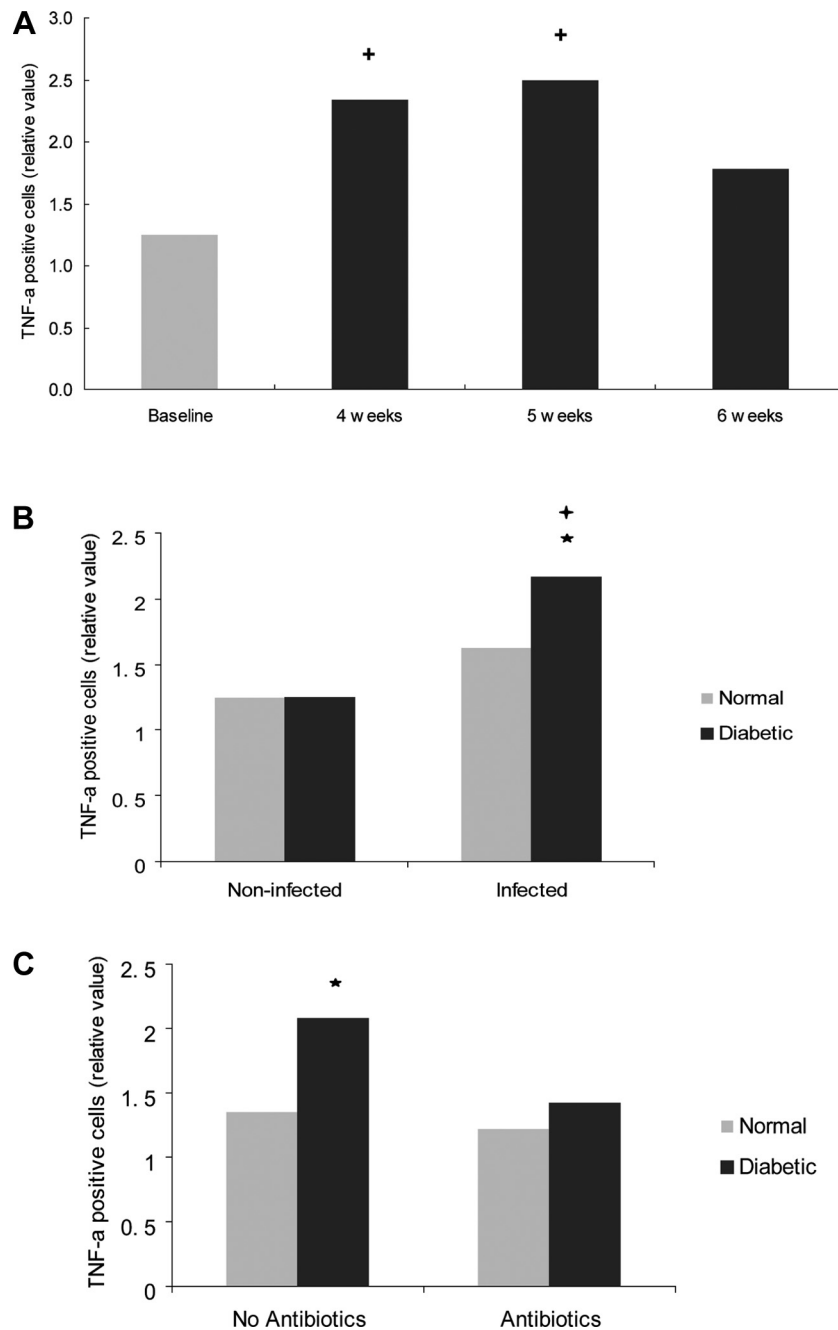 A
TNF-a positive cells (relative value)
3.0
2.5
2.0
1.5
1.0
0.5
0.0
+
+
Baseline 4 weeks 5 weeks 6 weeks
B
TNF-a positive cells (relative value)
2. 5
2
1. 5
1
0. 5
0
+
★
Normal
Diabetic
Non-infected Infected
C
TNF-a positive cells (relative value)
2. 5
2
1. 5
1
0. 5
0
★
Normal
Diabetic
No Antibiotics Antibiotics